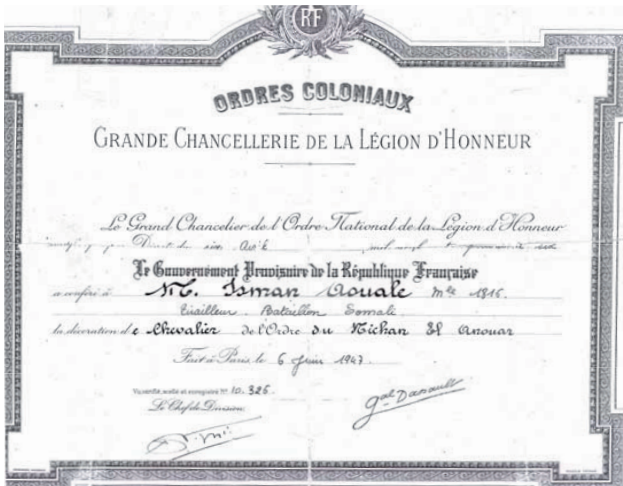 RF
ORDRES COLONIAUX
GRANDE CHANCELLERIE DE LA LÉGION D'HONNEUR
Le Grand Chancelier de l'Ordre National de la Légion d'Honneur
Le Gouvernement Provisoire de la République Française
a conféré à M. Isman Aouale Mle 1816.
Tirailleur Bataillon Somali
la décoration de Chevalier de l'Ordre du Nichan El Anouar
Fait à Paris le 6 Juin 1947.
Vu, vérifié, scellé et enregistré N° 10.326.
Le Chef de Division